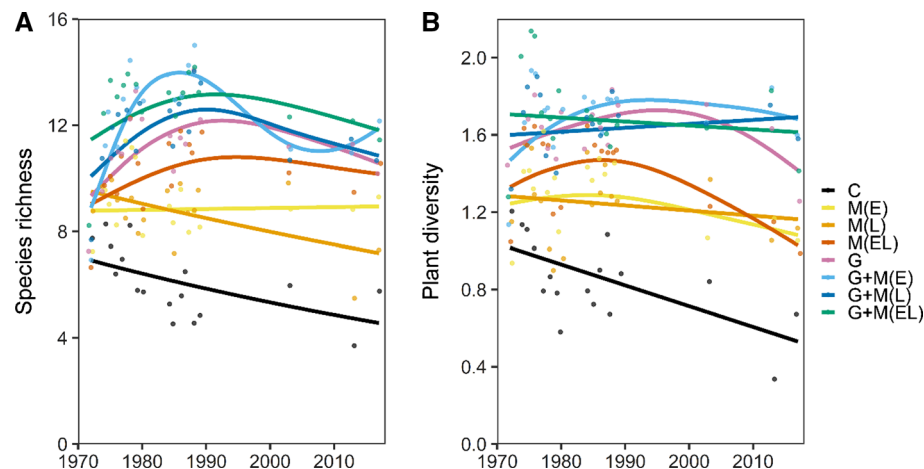 A
B
Species richness
16
12
8
4
0
1970 1980 1990 2000 2010
Plant diversity
2.0
1.6
1.2
0.8
0.4
0
1970 1980 1990 2000 2010
C
M(E)
M(L)
M(EL)
G
G+M(E)
G+M(L)
G+M(EL)